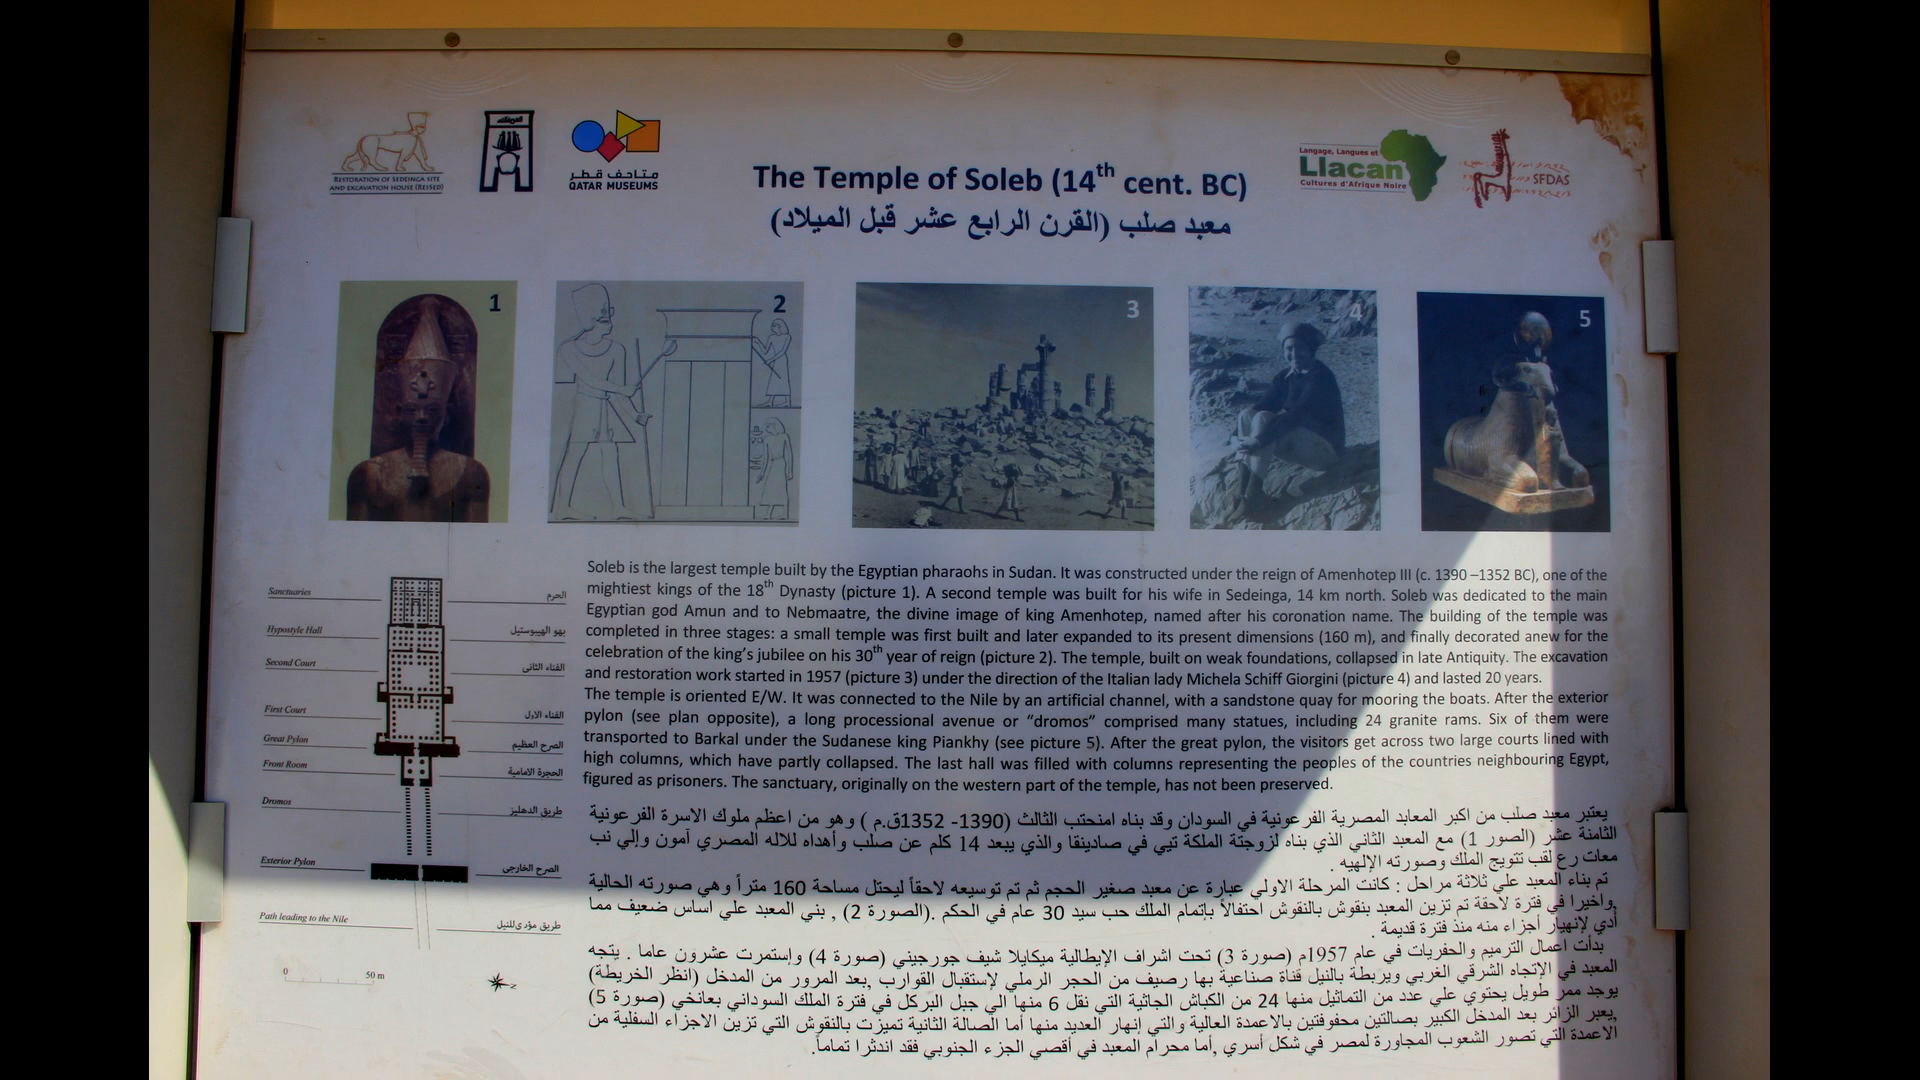 RESTORATION OF SEDEINGA SITE
AND EXCAVATION HOUSE (REISED)
متاحف قطر
QATAR MUSEUMS
Langage, Langues et
Llacan
Cultures d'Afrique Noire
SFDAS
The Temple of Soleb (14th cent. BC)
معبد صلب (القرن الرابع عشر قبل الميلاد)
1
2
3
4
5
Soleb is the largest temple built by the Egyptian pharaohs in Sudan. It was constructed under the reign of Amenhotep III (c. 1390 –1352 BC), one of the
mightiest kings of the 18th Dynasty (picture 1). A second temple was built for his wife in Sedeinga, 14 km north. Soleb was dedicated to the main
Egyptian god Amun and to Nebmaatre, the divine image of king Amenhotep, named after his coronation name. The building of the temple was
completed in three stages: a small temple was first built and later expanded to its present dimensions (160 m), and finally decorated anew for the
celebration of the king's jubilee on his 30th year of reign (picture 2). The temple, built on weak foundations, collapsed in late Antiquity. The excavation
and restoration work started in 1957 (picture 3) under the direction of the Italian lady Michela Schiff Giorgini (picture 4) and lasted 20 years.
The temple is oriented E/W. It was connected to the Nile by an artificial channel, with a sandstone quay for mooring the boats. After the exterior
pylon (see plan opposite), a long processional avenue or "dromos" comprised many statues, including 24 granite rams. Six of them were
transported to Barkal under the Sudanese king Piankhy (see picture 5). After the great pylon, the visitors get across two large courts lined with
high columns, which have partly collapsed. The last hall was filled with columns representing the peoples of the countries neighbouring Egypt,
figured as prisoners. The sanctuary, originally on the western part of the temple, has not been preserved.
يعتبر معبد صلب من اكبر المعابد المصرية الفرعونية في السودان وقد بناه امنحتب الثالث (1390- 1352ق.م ) وهو من اعظم ملوك الاسرة الفرعونية
الثامنة عشر (الصور 1) مع المعبد الثاني الذي بناه لزوجتة الملكة تيي في صادينقا والذي يبعد 14 كلم عن صلب وأهداه للاله المصري آمون وإلي نب
معات رع لقب تتويج الملك وصورته الإلهيه.
تم بناء المعبد علي ثلاثة مراحل : كانت المرحلة الاولي عبارة عن معبد صغير الحجم ثم تم توسيعه لاحقاً ليحتل مساحة 160 متراً وهي صورته الحالية
,واخيرا في فترة لاحقة تم تزين المعبد بنقوش بالنقوش احتفالاً بإتمام الملك حب سيد 30 عام في الحكم .(الصورة 2) , بني المعبد علي اساس ضعيف مما
أدي لإنهيار أجزاء منه منذ فترة قديمة .
بدأت اعمال الترميم والحفريات في عام 1957م (صورة 3) تحت اشراف الإيطالية ميكايلا شيف جورجيني (صورة 4) وإستمرت عشرون عاما . يتجه
المعبد في الإتجاه الشرقي الغربي ويربطة بالنيل قناة صناعية بها رصيف من الحجر الرملي لإستقبال القوارب ,بعد المرور من المدخل (انظر الخريطة)
يوجد ممر طويل يحتوي علي عدد من التماثيل منها 24 من الكباش الجاثية التي نقل 6 منها الي جبل البركل في فترة الملك السوداني بعانخي (صورة 5)
,يعبر الزائر بعد المدخل الكبير بصالتين محفوفتين بالاعمدة العالية والتي إنهار العديد منها أما الصالة الثانية تميزت بالنقوش التي تزين الاجزاء السفلية من
الاعمدة التي تصور الشعوب المجاورة لمصر في شكل أسري ,أما محرام المعبد في أقصي الجزء الجنوبي فقد اندثرا تماماً.
Sanctuaries الحرم
Hypostyle Hall بهو الهيبوستيل
Second Court الفناء الثاني
First Court الفناء الاول
Great Pylon الصرح العظيم
Front Room الحجرة الامامية
Dromos طريق الدهليز
Exterior Pylon الصرح الخارجى
Path leading to the Nile طريق مؤدى للنيل
0 50 m
N